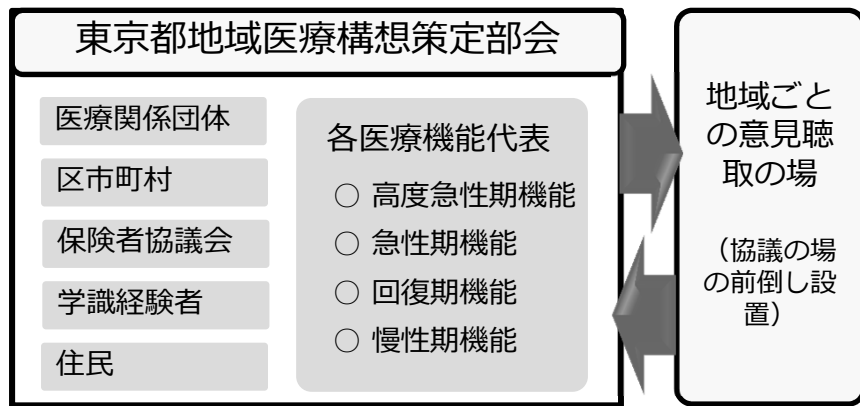 東京都地域医療構想策定部会
医療関係団体
区市町村
保険者協議会
学識経験者
住民
各医療機能代表
○ 高度急性期機能
○ 急性期機能
○ 回復期機能
○ 慢性期機能
地域ごと
の意見聴
取の場
（協議の場
の前倒し設
置）